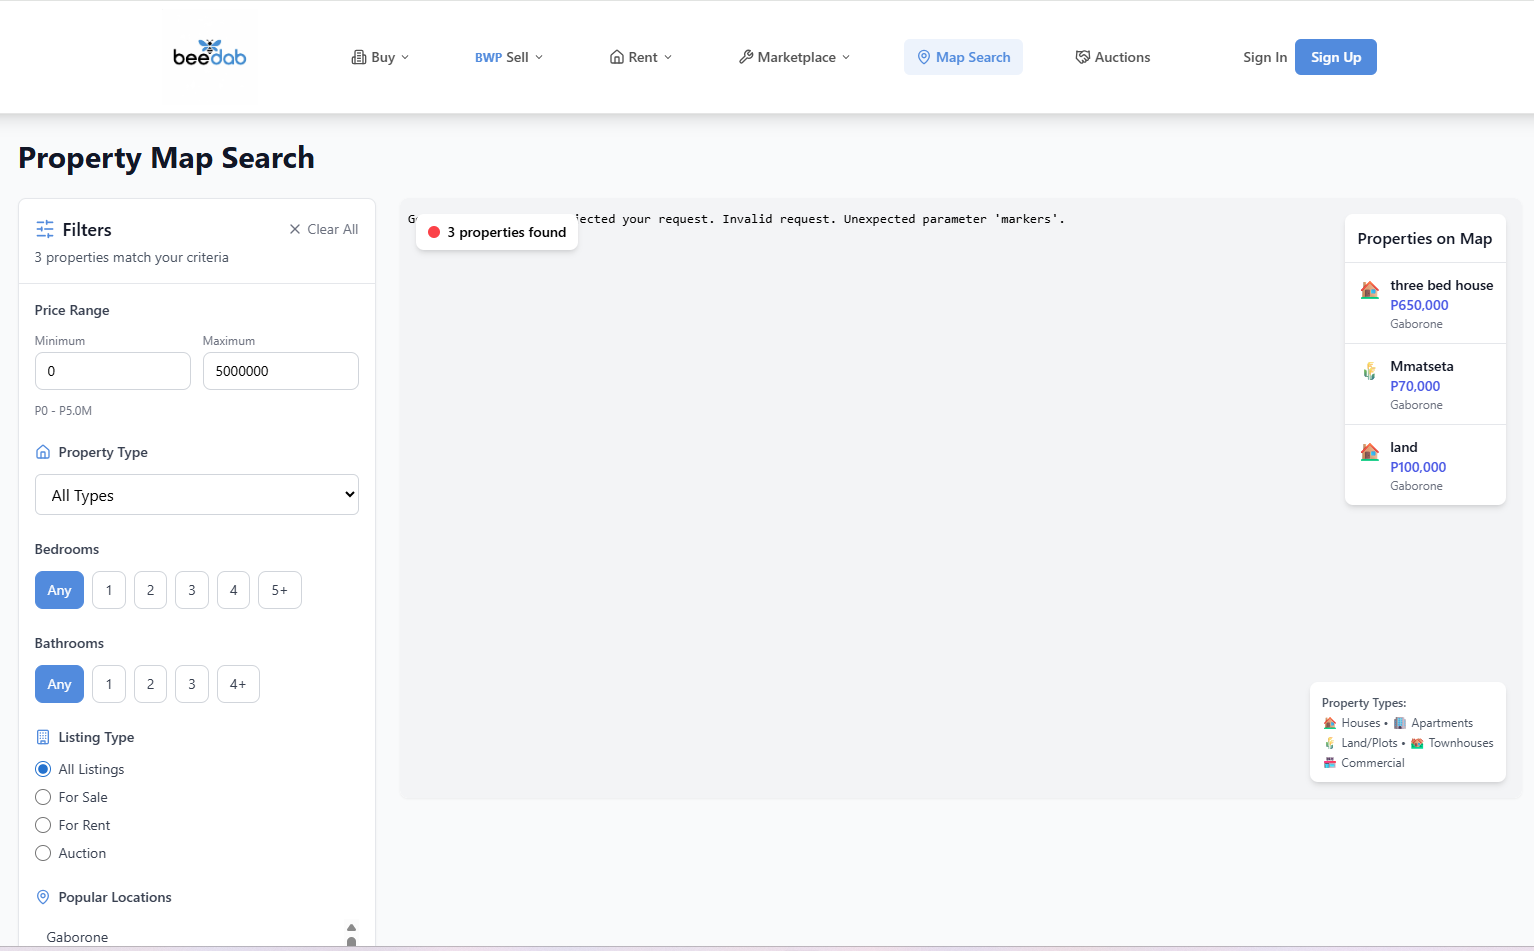 beedab
Buy
BWP Sell
Rent
Marketplace
Map Search
Auctions
Sign In
Sign Up
Property Map Search
Filters
Clear All
3 properties match your criteria
Price Range
Minimum
Maximum
0
5000000
P0 - P5.0M
Property Type
All Types
Bedrooms
Any
1
2
3
4
5+
Bathrooms
Any
1
2
3
4+
Listing Type
All Listings
For Sale
For Rent
Auction
Popular Locations
Gaborone
your request. Invalid request. Unexpected parameter 'markers'.
3 properties found
Properties on Map
three bed house
P650,000
Gaborone
Mmatseta
P70,000
Gaborone
land
P100,000
Gaborone
Property Types:
Houses • Apartments
Land/Plots • Townhouses
Commercial